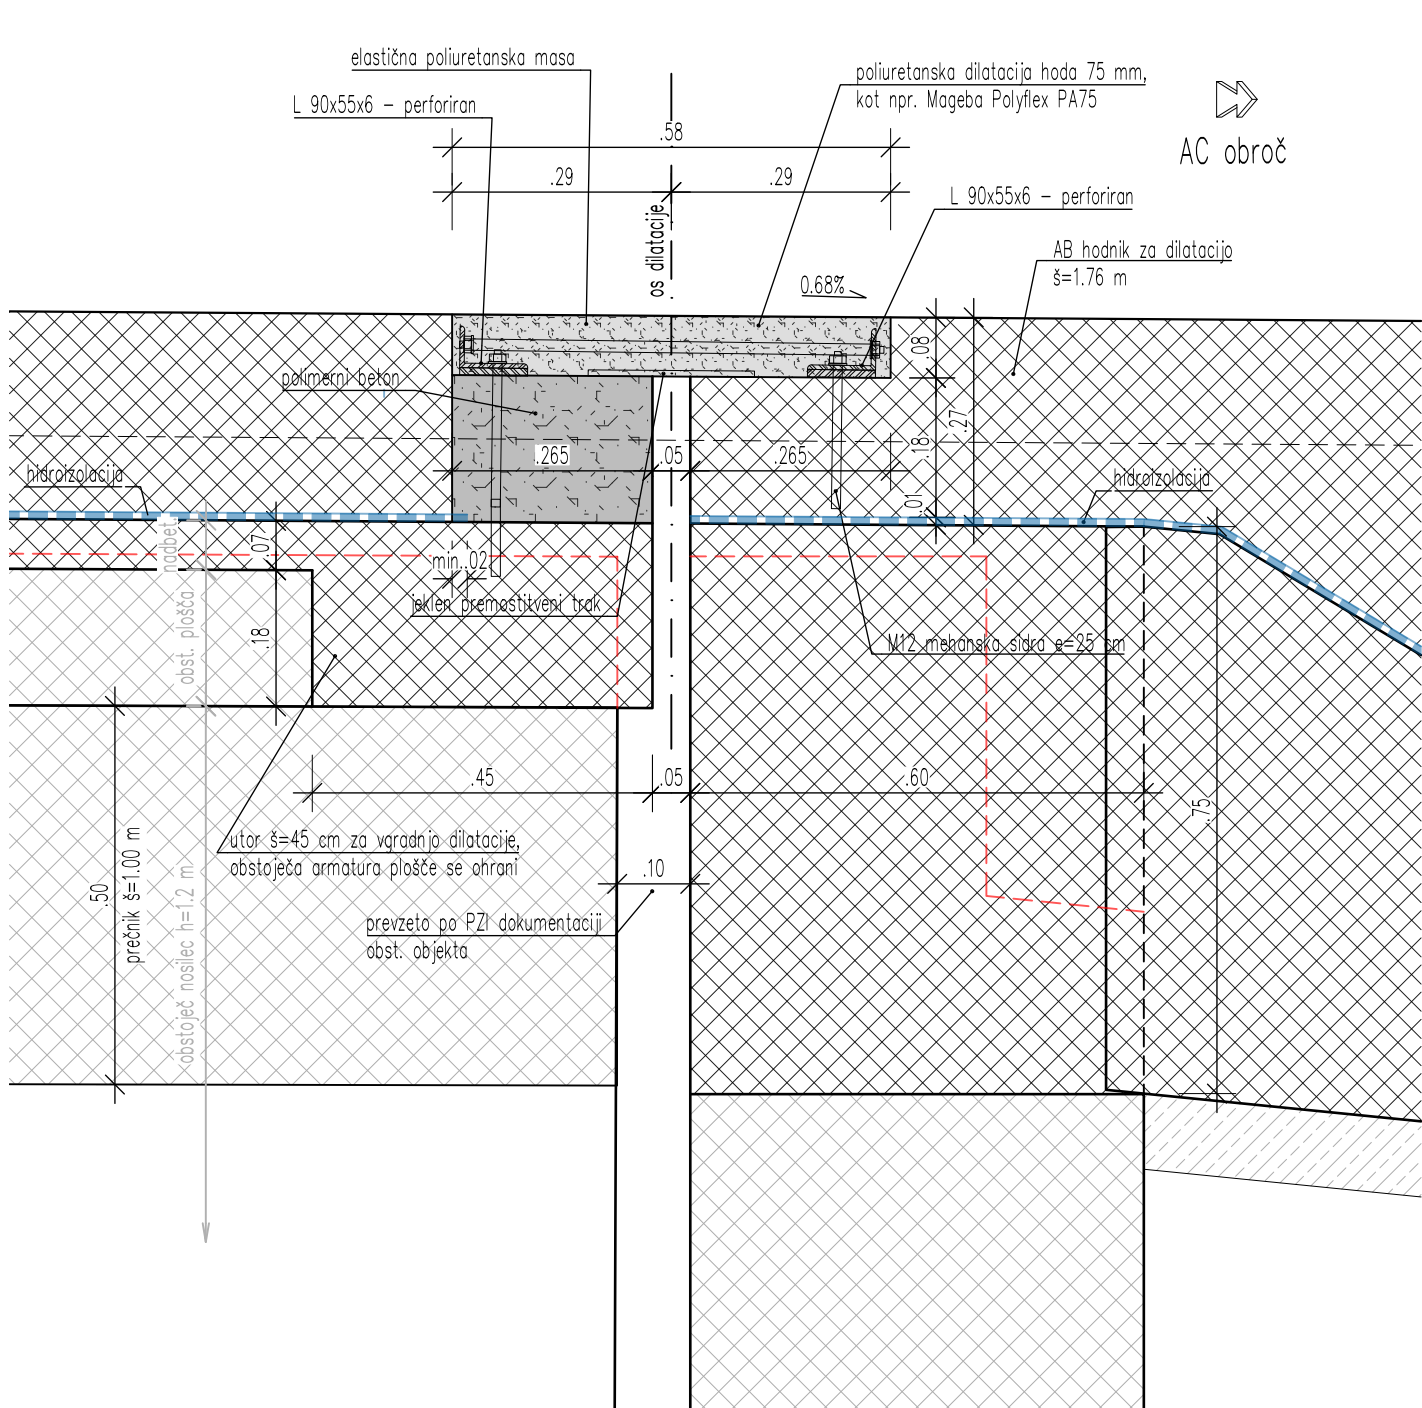 elastična poliuretanska masa
poliuretanska dilatacija hoda 75 mm,
kot npr. Mageba Polyflex PA75
L 90x55x6 – perforiran
AC obroč
.58
.29
.29
L 90x55x6 – perforiran
os dilatacije
AB hodnik za dilatacijo
š=1.76 m
0.68%
.08
polimerni beton
.27
.18
.265
.05
.265
hidroizolacija
hidroizolacija
.01
nadbet.
.07
min. .02
obst. plošča
jeklen premostitveni trak
.18
M12 mehanska sidra e=25 cm
.45
.05
.60
.75
utor š=45 cm za vgradnjo dilatacije,
obstoječa armatura plošče se ohrani
.10
.50
prečnik š=1.00 m
obstoječ nosilec h=1.2 m
prevzeto po PZI dokumentaciji
obst. objekta